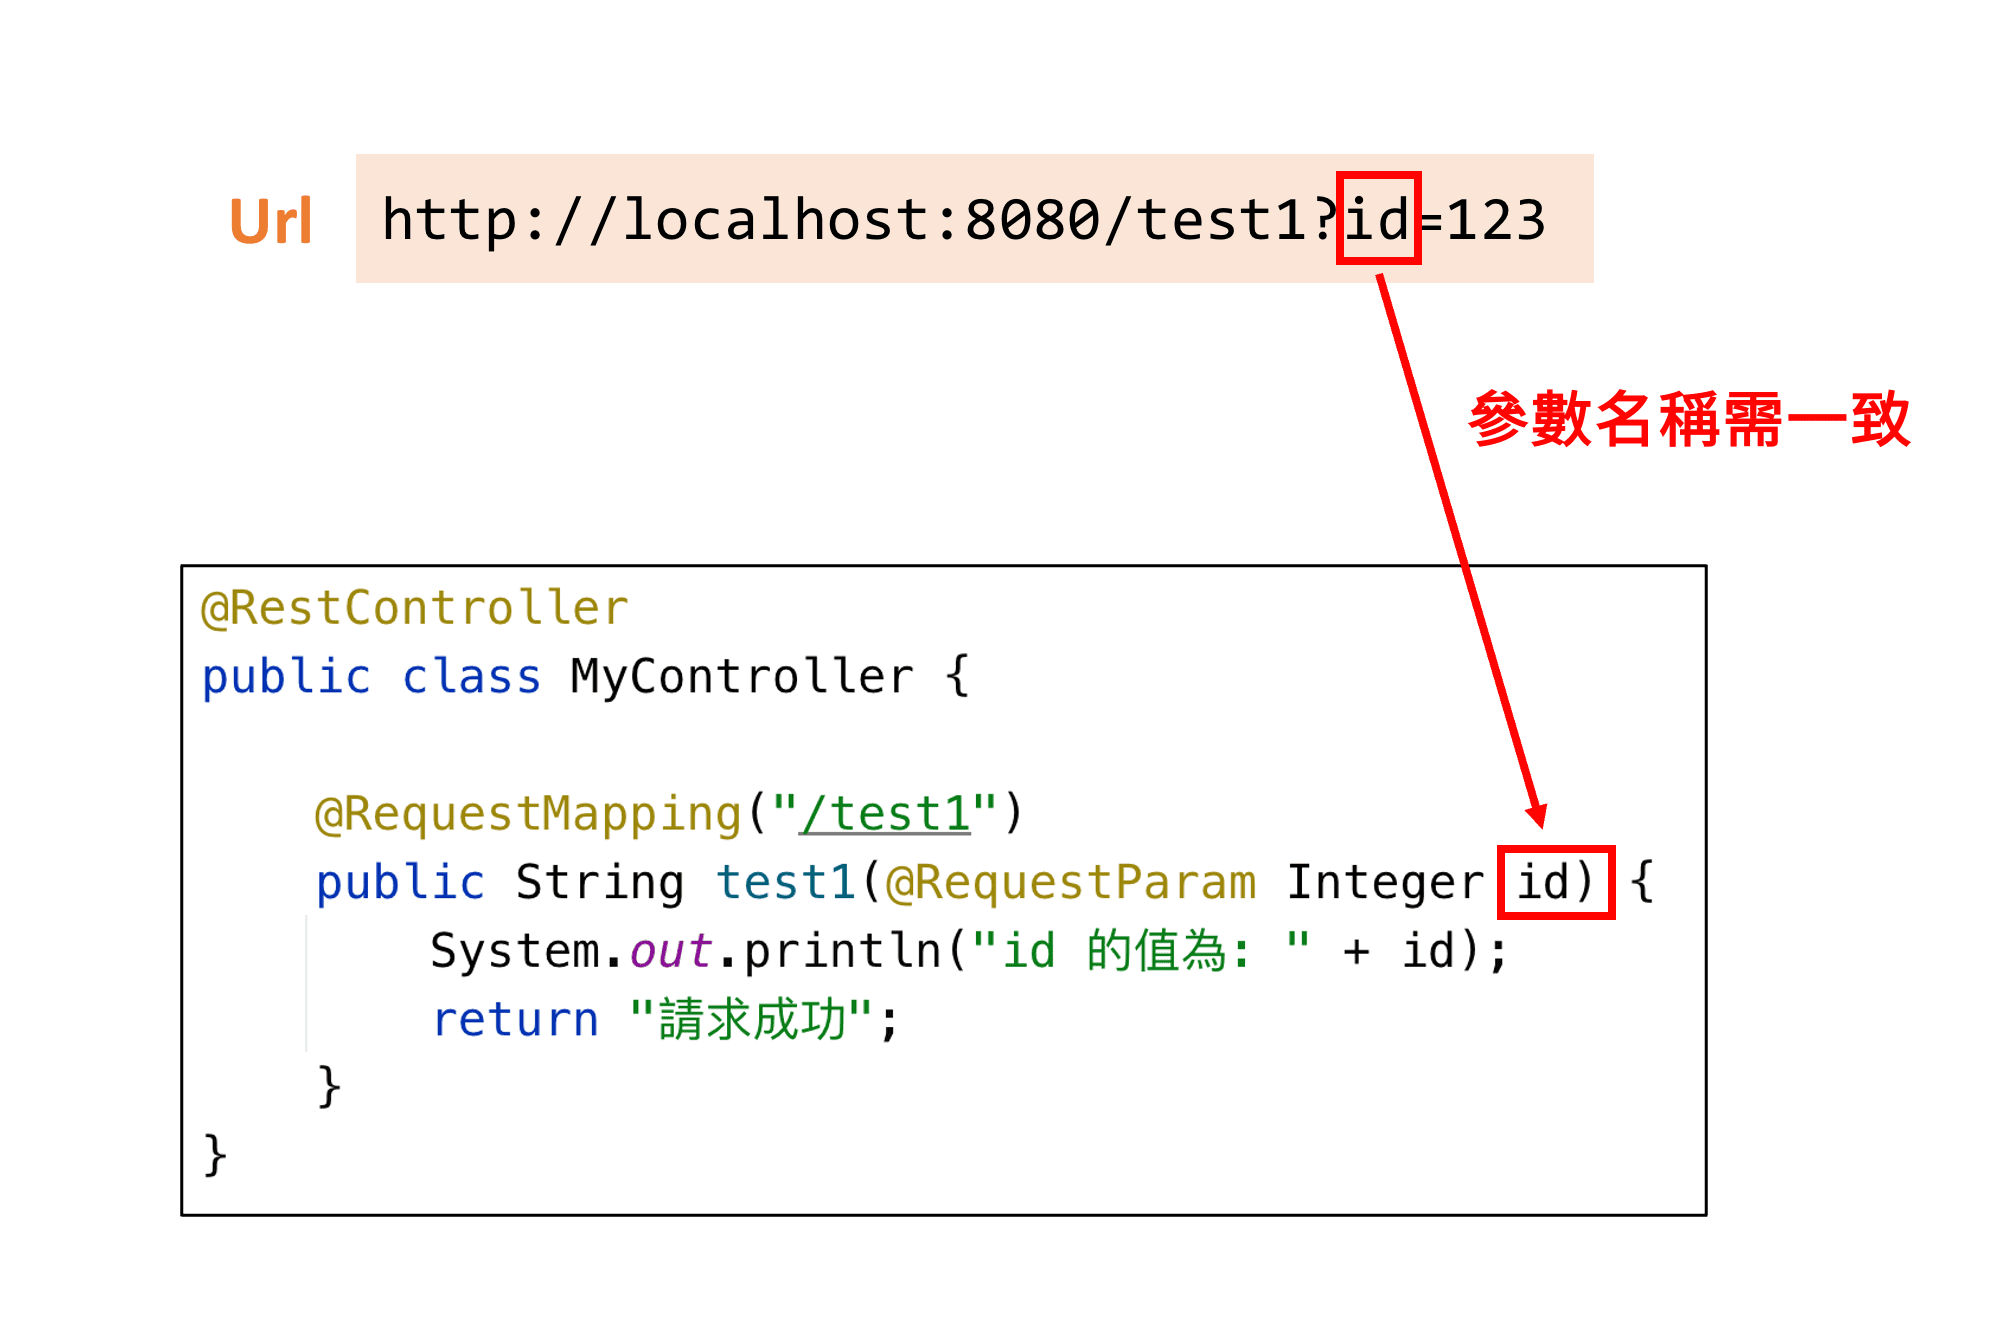 Url
http://localhost:8080/test1?id=123
參數名稱需一致
@RestController
public class MyController {
@RequestMapping("/test1")
public String test1(@RequestParam Integer id) {
System.out.println("id 的值為: " + id);
return "請求成功";
}
}